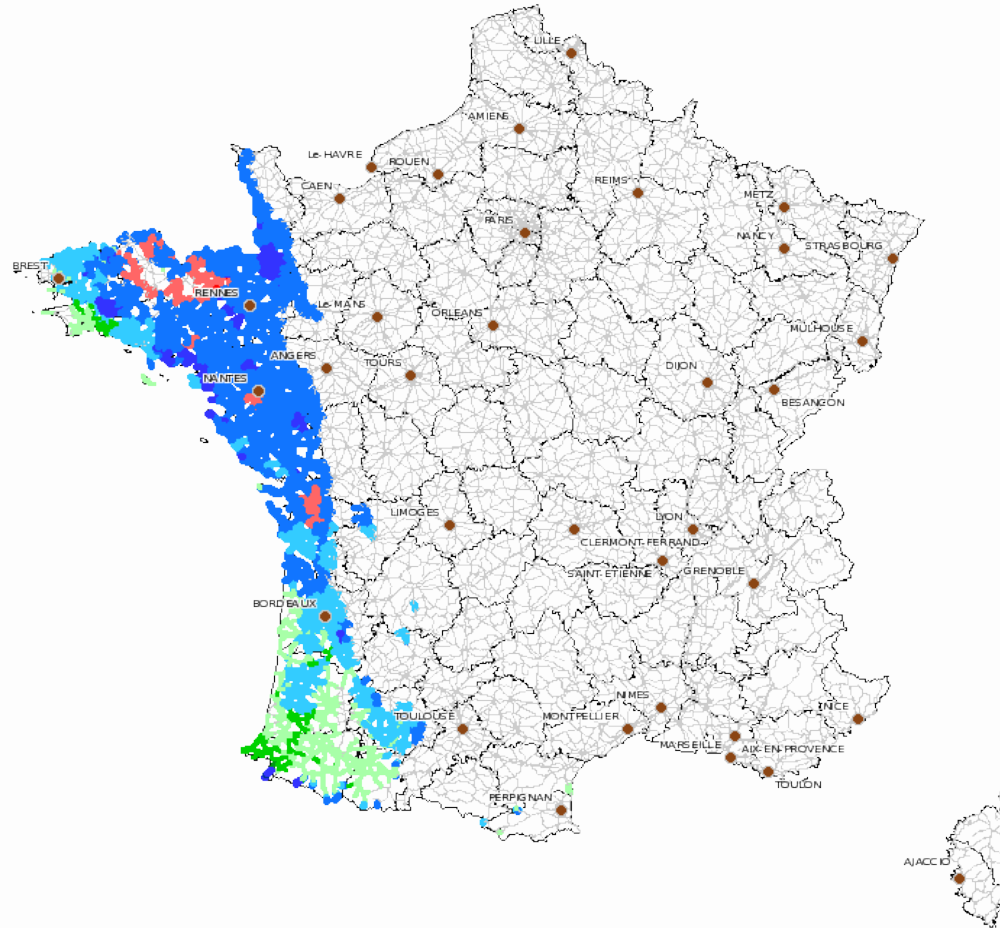 LILLE
AMIENS
Le-HAVRE
ROUEN
CAEN
REIMS
METZ
PARIS
NANCY
STRASBOURG
BREST
RENNES
Le-MANS
ORLEANS
MULHOUSE
ANGERS
TOURS
DIJON
NANTES
BESANCON
LIMOGES
LYON
CLERMONT-FERRAND
SAINT-ETIENNE
GRENOBLE
BORDEAUX
NIMES
NICE
TOULOUSE
MONTPELLIER
MARSEILLE
AIX-EN-PROVENCE
TOULON
PERPIGNAN
AJACCIO